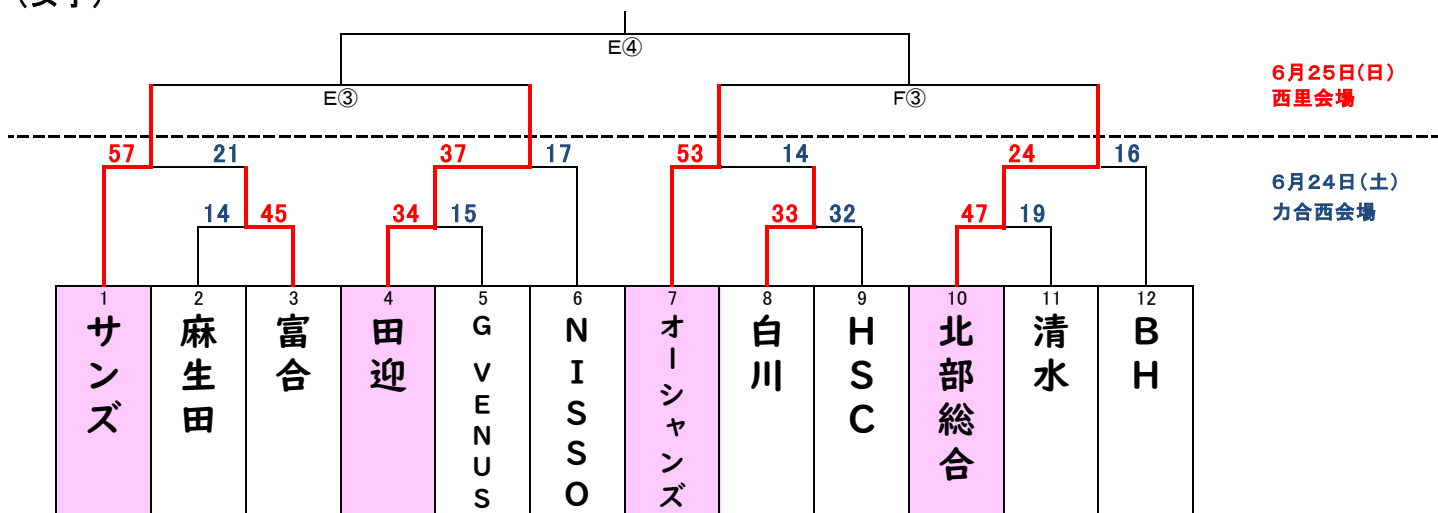 (女子)
E④
E③
F③
6月25日(日)
西里会場
57 21 37 17 53 14 24 16
6月24日(土)
力合西会場
14 45 34 15 33 32 47 19
1 2 3 4 5 6 7 8 9 10 11 12
サンズ
麻生田
富合
田迎
G VENUS
NISSO
オーシャンズ
白川
HSC
北部総合
清水
BH